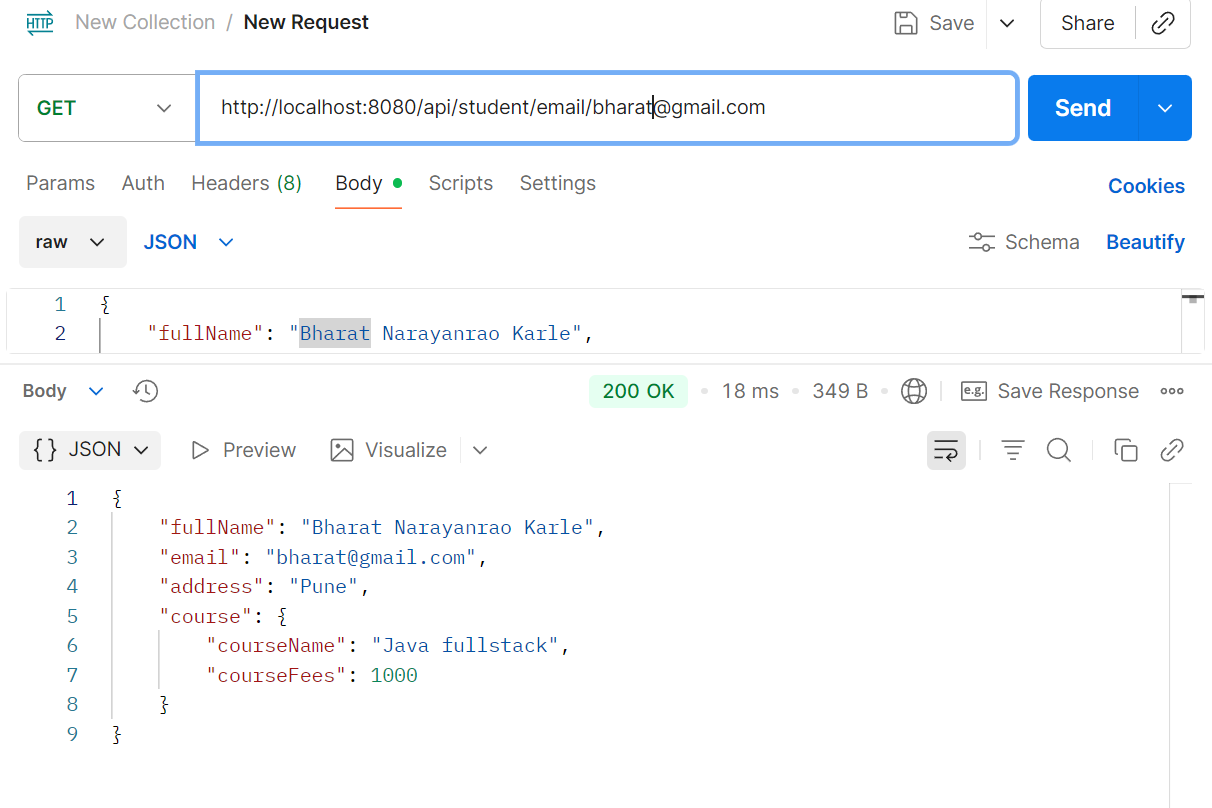 HTTP New Collection / New Request Save Share
GET http://localhost:8080/api/student/email/bharat@gmail.com Send
Params Auth Headers (8) Body Scripts Settings Cookies
raw JSON Schema Beautify
1 {
2 "fullName": "Bharat Narayanrao Karle",
Body 200 OK 18 ms 349 B e.g. Save Response
{} JSON Preview Visualize
1 {
2 "fullName": "Bharat Narayanrao Karle",
3 "email": "bharat@gmail.com",
4 "address": "Pune",
5 "course": {
6 "courseName": "Java fullstack",
7 "courseFees": 1000
8 }
9 }